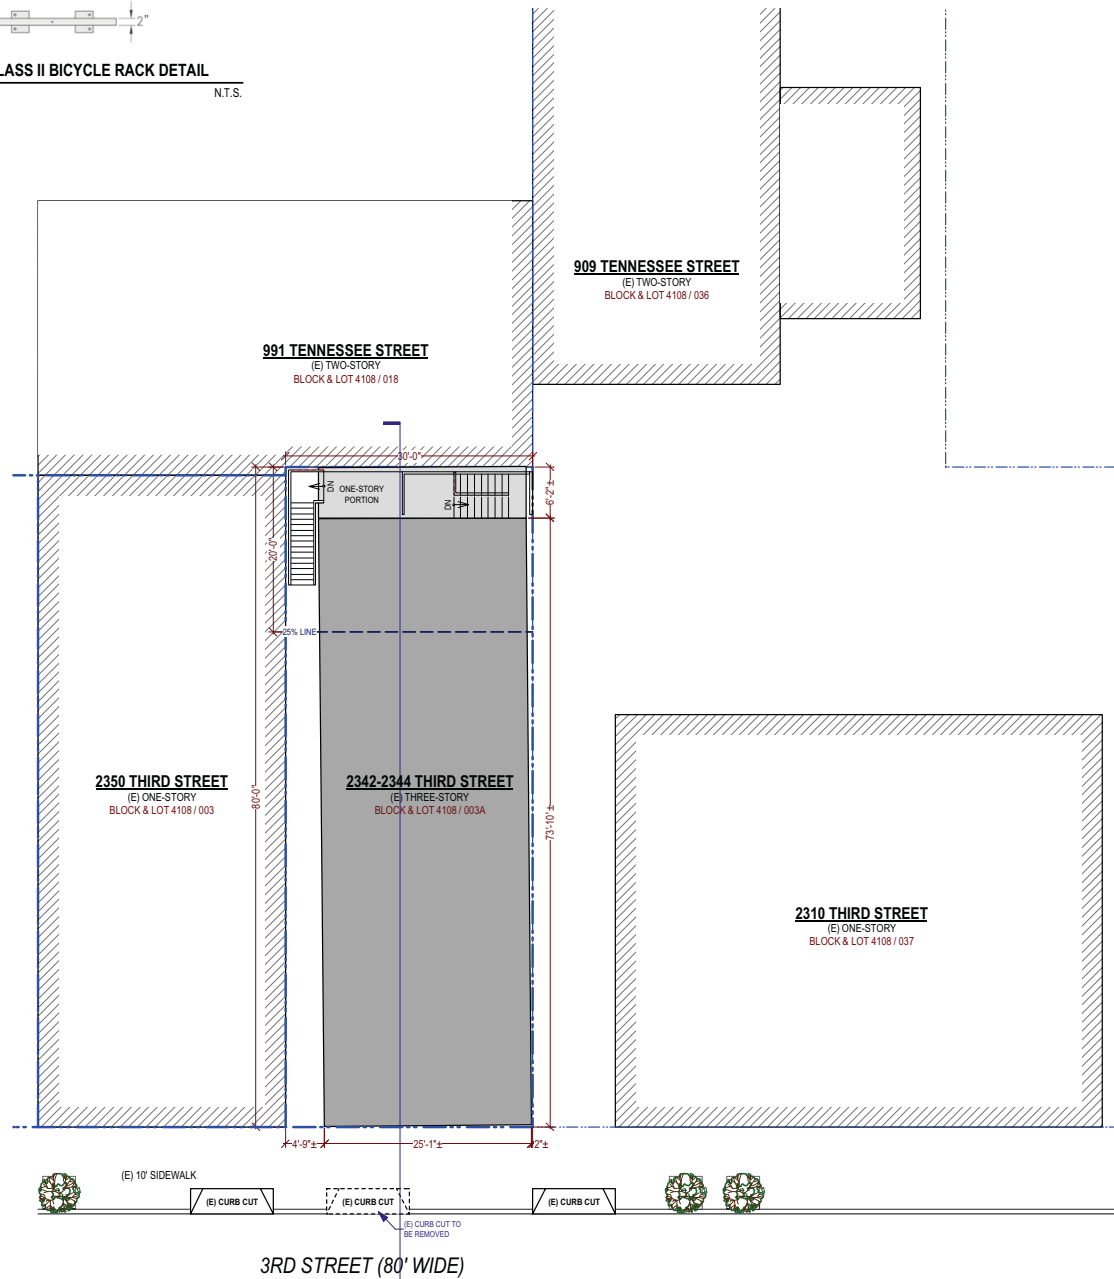 2"
LASS II BICYCLE RACK DETAIL
N.T.S.
909 TENNESSEE STREET
(E) TWO-STORY
BLOCK & LOT 4108 / 036
991 TENNESSEE STREET
(E) TWO-STORY
BLOCK & LOT 4108 / 018
30'-0"
DN
ONE-STORY
PORTION
DN
6'-2"±
20'-0"
25% LINE
2350 THIRD STREET
(E) ONE-STORY
BLOCK & LOT 4108 / 003
80'-0"
2342-2344 THIRD STREET
(E) THREE-STORY
BLOCK & LOT 4108 / 003A
73'-10"±
2310 THIRD STREET
(E) ONE-STORY
BLOCK & LOT 4108 / 037
4'-9"±
25'-1"±
2"±
(E) 10' SIDEWALK
(E) CURB CUT
(E) CURB CUT
(E) CURB CUT
(E) CURB CUT TO
BE REMOVED
3RD STREET (80' WIDE)